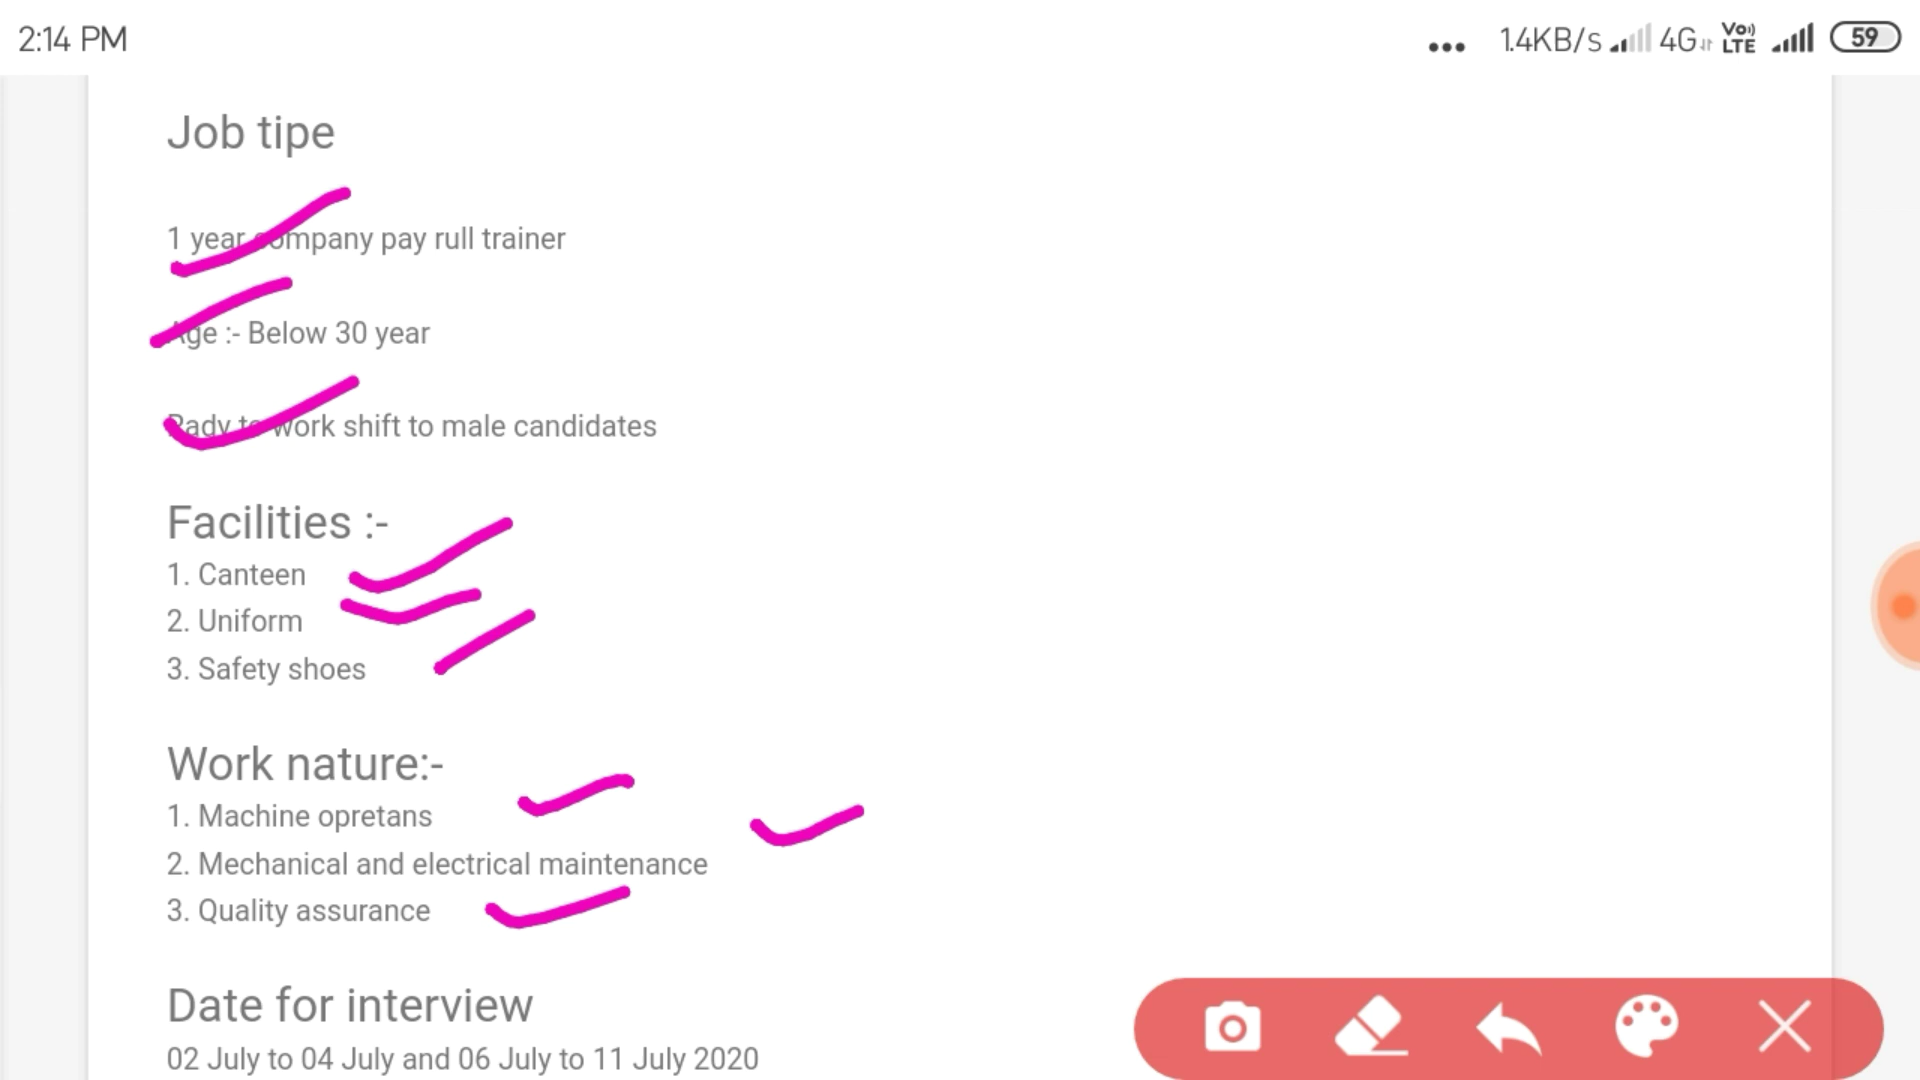 2:14 PM
1.4KB/s 4G Vo) LTE 59
Job tipe
1 year company pay rull trainer
Age :- Below 30 year
Rady to work shift to male candidates
Facilities :-
1. Canteen
2. Uniform
3. Safety shoes
Work nature:-
1. Machine opretans
2. Mechanical and electrical maintenance
3. Quality assurance
Date for interview
02 July to 04 July and 06 July to 11 July 2020